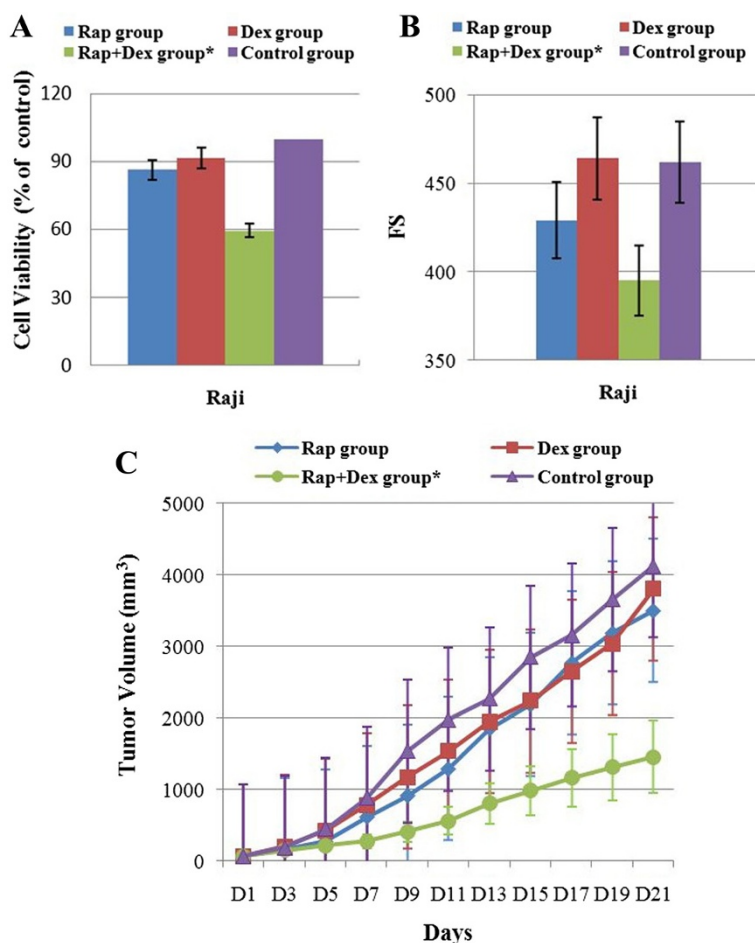 A
Rap group Dex group
Rap+Dex group* Control group
120
90
60
30
0
Cell Viability (% of control)
Raji
B
Rap group Dex group
Rap+Dex group* Control group
500
450
400
350
FS
Raji
C
Rap group Dex group
Rap+Dex group* Control group
5000
4000
3000
2000
1000
0
Tumor Volume (mm³)
D1 D3 D5 D7 D9 D11 D13 D15 D17 D19 D21
Days